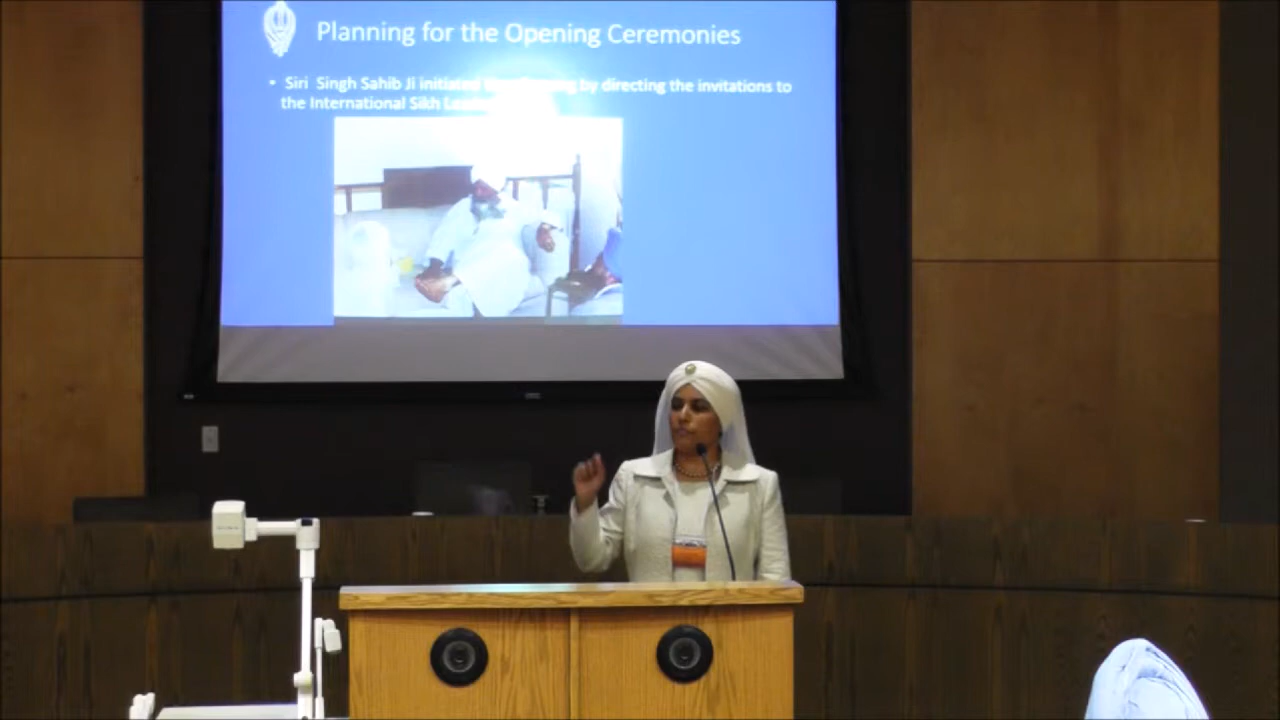 Planning for the Opening Ceremonies
• Siri Singh Sahib Ji initiated by directing the invitations to
the International Sikh